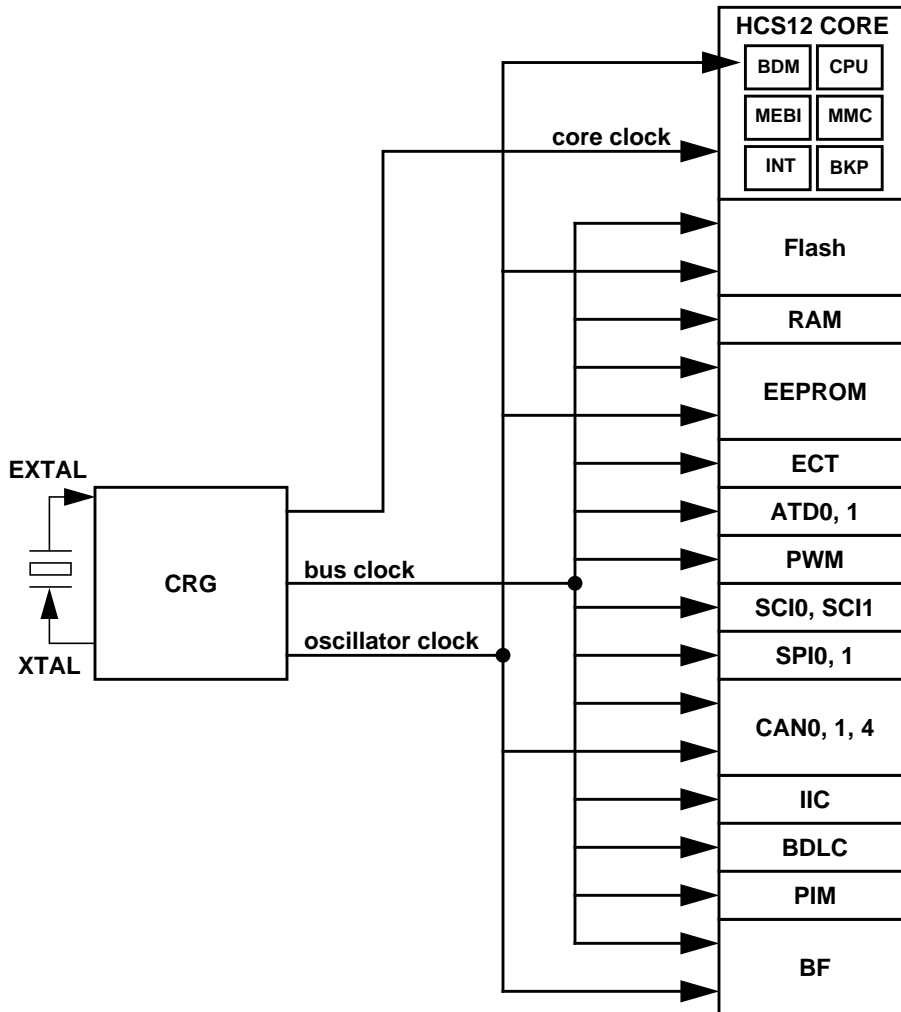 HCS12 CORE
BDM CPU
MEBI MMC
INT BKP
core clock
Flash
RAM
EEPROM
ECT
ATD0, 1
PWM
SCI0, SCI1
SPI0, 1
CAN0, 1, 4
IIC
BDLC
PIM
BF
EXTAL
CRG
XTAL
bus clock
oscillator clock